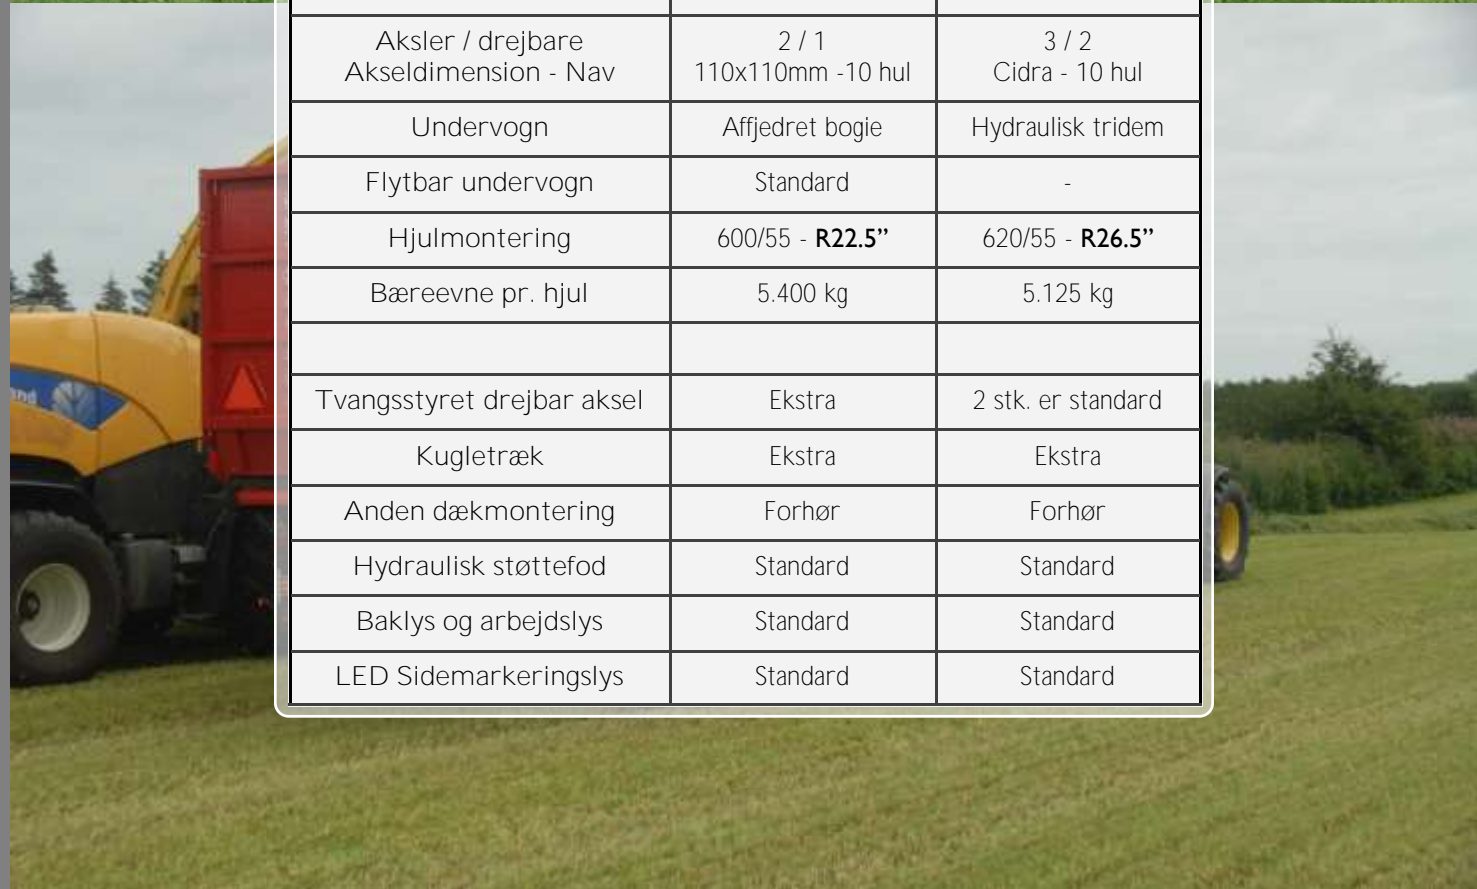 Aksler / drejbare 2 / 1 3 / 2
Akseldimension - Nav 110x110mm -10 hul Cidra - 10 hul
Undervogn Affjedret bogie Hydraulisk tridem
Flytbar undervogn Standard -
Hjulmontering 600/55 - R22.5” 620/55 - R26.5”
Bæreevne pr. hjul 5.400 kg 5.125 kg
Tvangsstyret drejbar aksel Ekstra 2 stk. er standard
Kugletræk Ekstra Ekstra
Anden dækmontering Forhør Forhør
Hydraulisk støttefod Standard Standard
Baklys og arbejdslys Standard Standard
LED Sidemarkeringslys Standard Standard